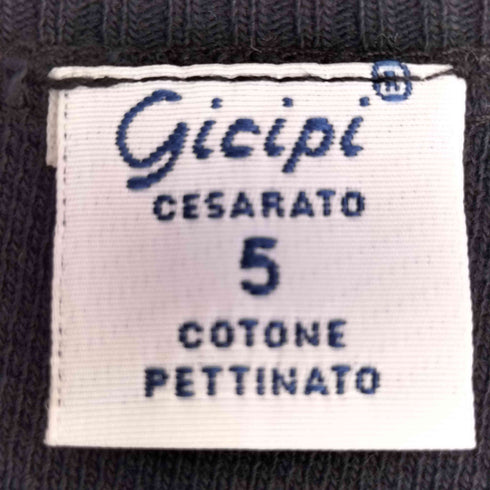 Gicipi®
CESARATO
5
COTONE
PETTINATO